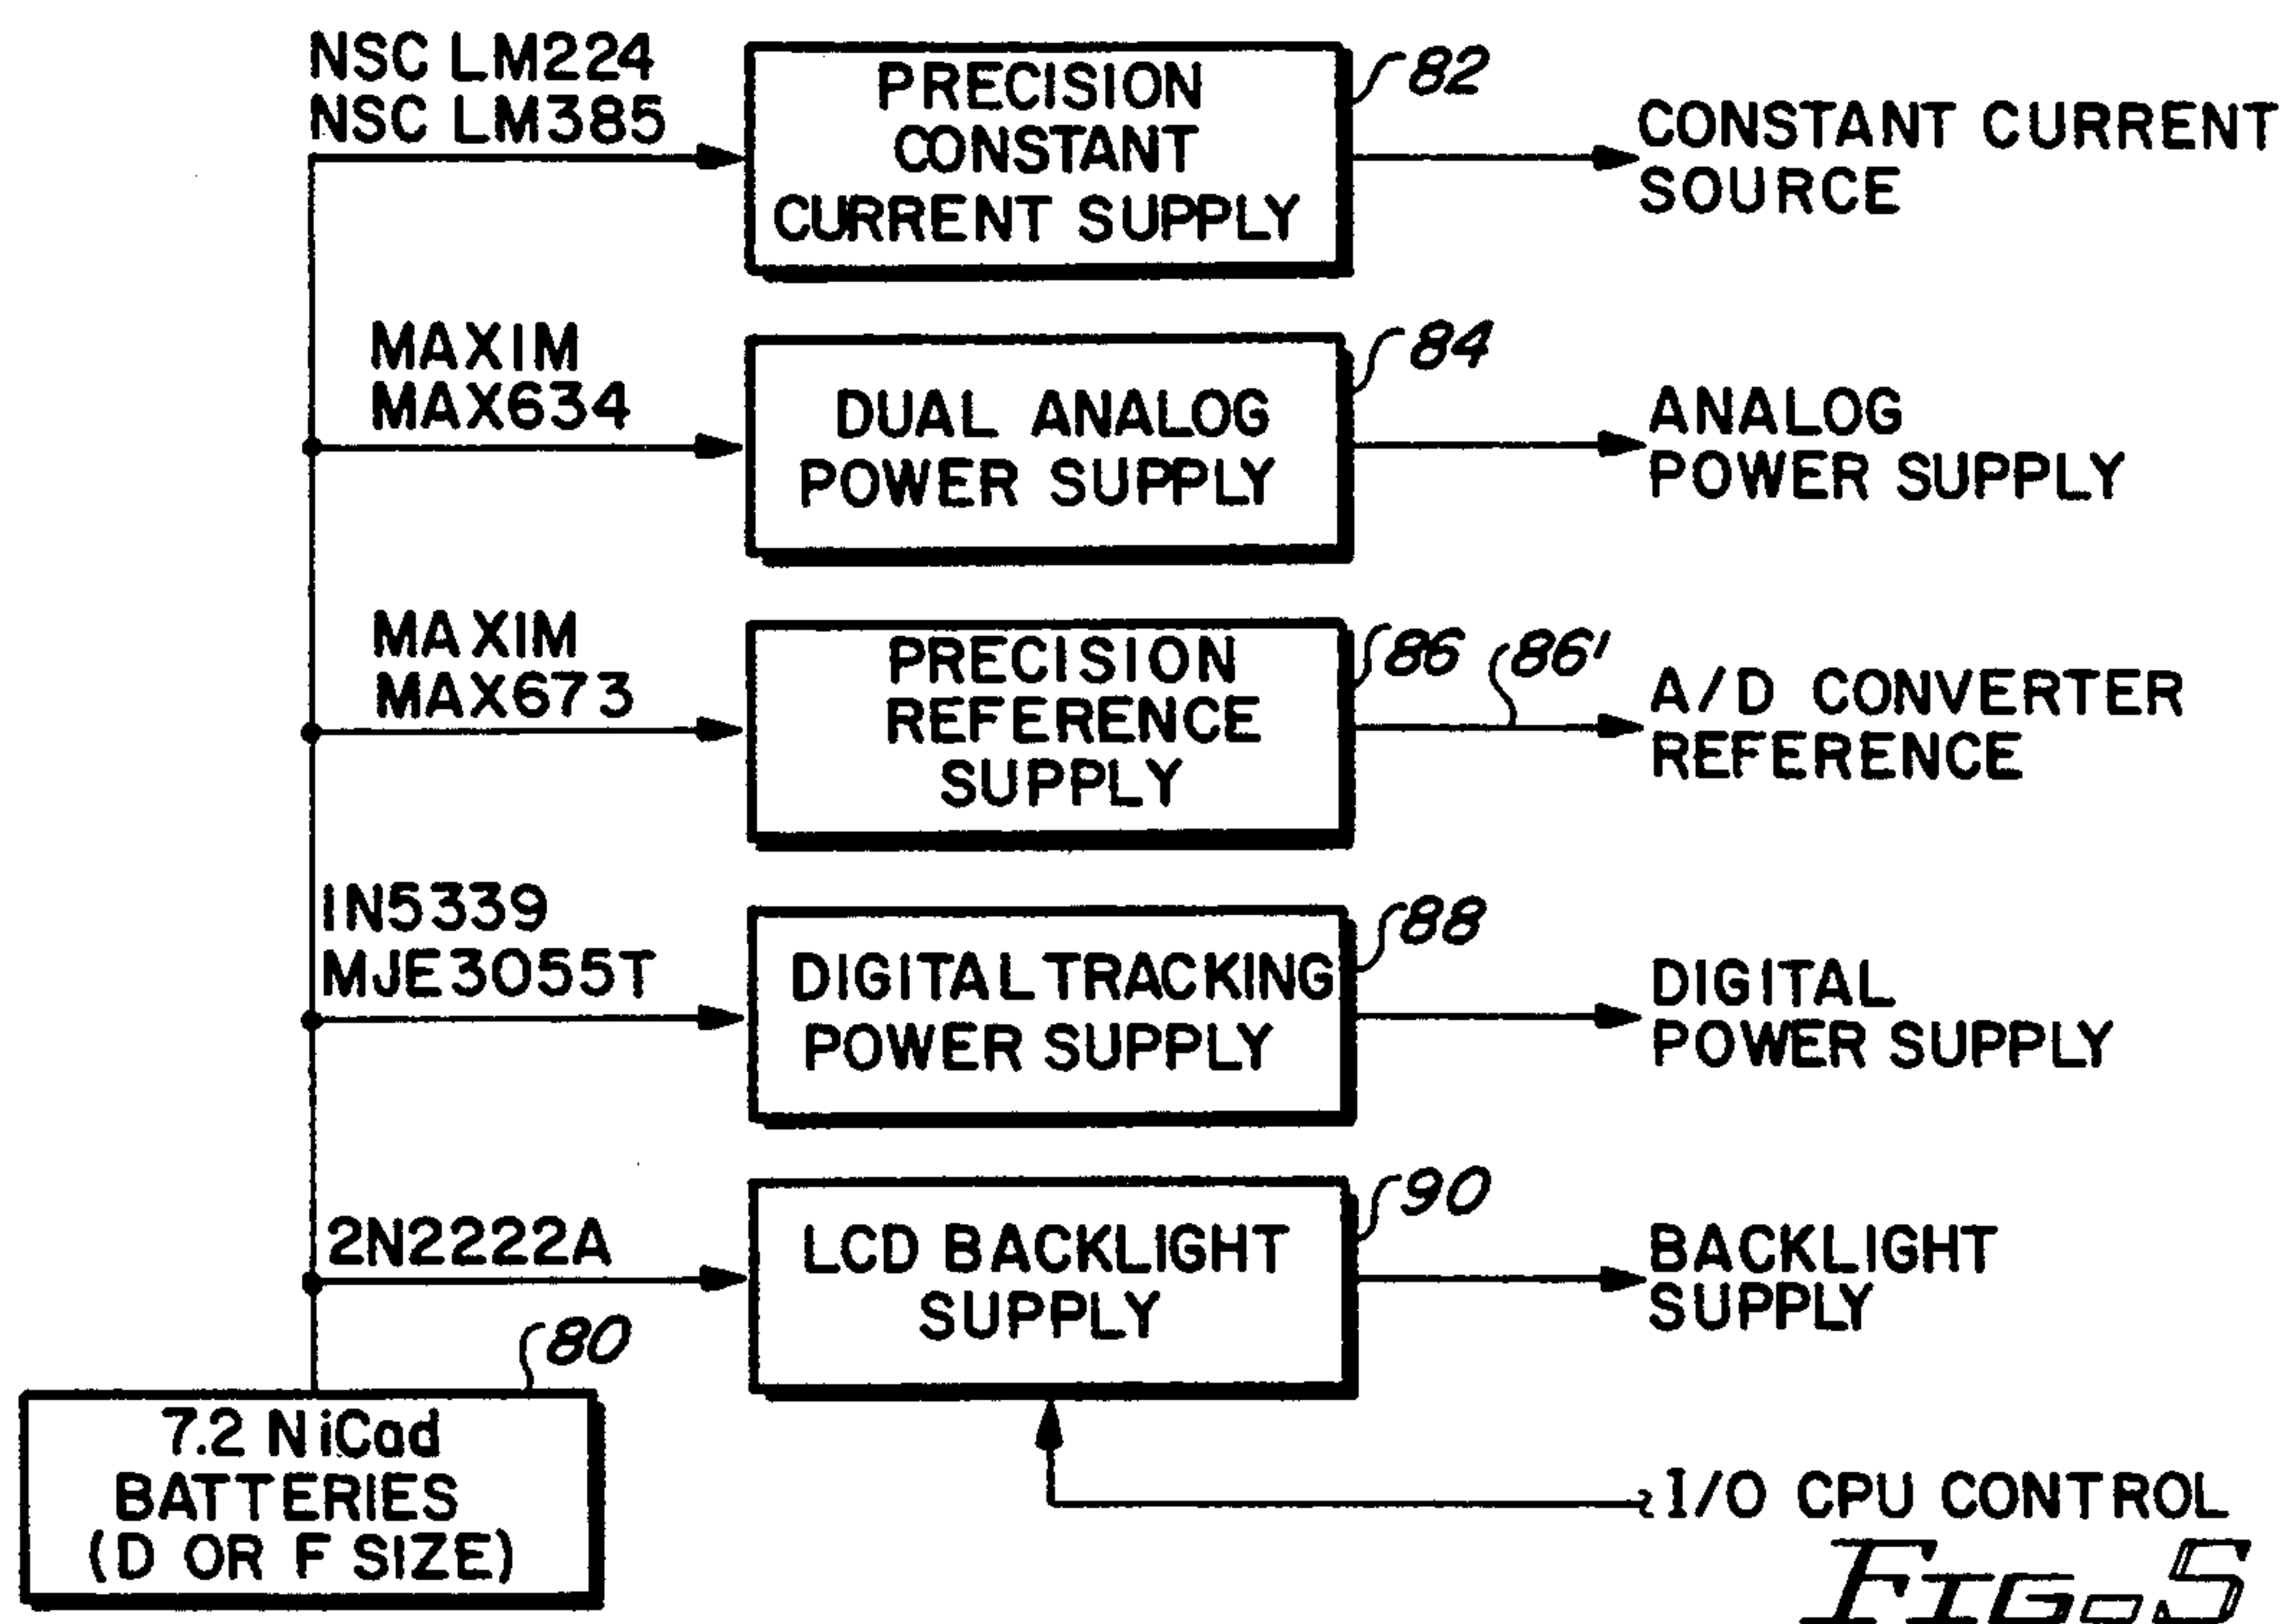 NSC LM224
NSC LM385
PRECISION
CONSTANT
CURRENT SUPPLY
82
CONSTANT CURRENT
SOURCE
MAXIM
MAX634
DUAL ANALOG
POWER SUPPLY
84
ANALOG
POWER SUPPLY
MAXIM
MAX673
PRECISION
REFERENCE
SUPPLY
86
86'
A/D CONVERTER
REFERENCE
IN5339
MJE3055T
DIGITAL TRACKING
POWER SUPPLY
88
DIGITAL
POWER SUPPLY
2N2222A
LCD BACKLIGHT
SUPPLY
90
BACKLIGHT
SUPPLY
80
7.2 NiCad
BATTERIES
(D OR F SIZE)
I/O CPU CONTROL
FIG. 5